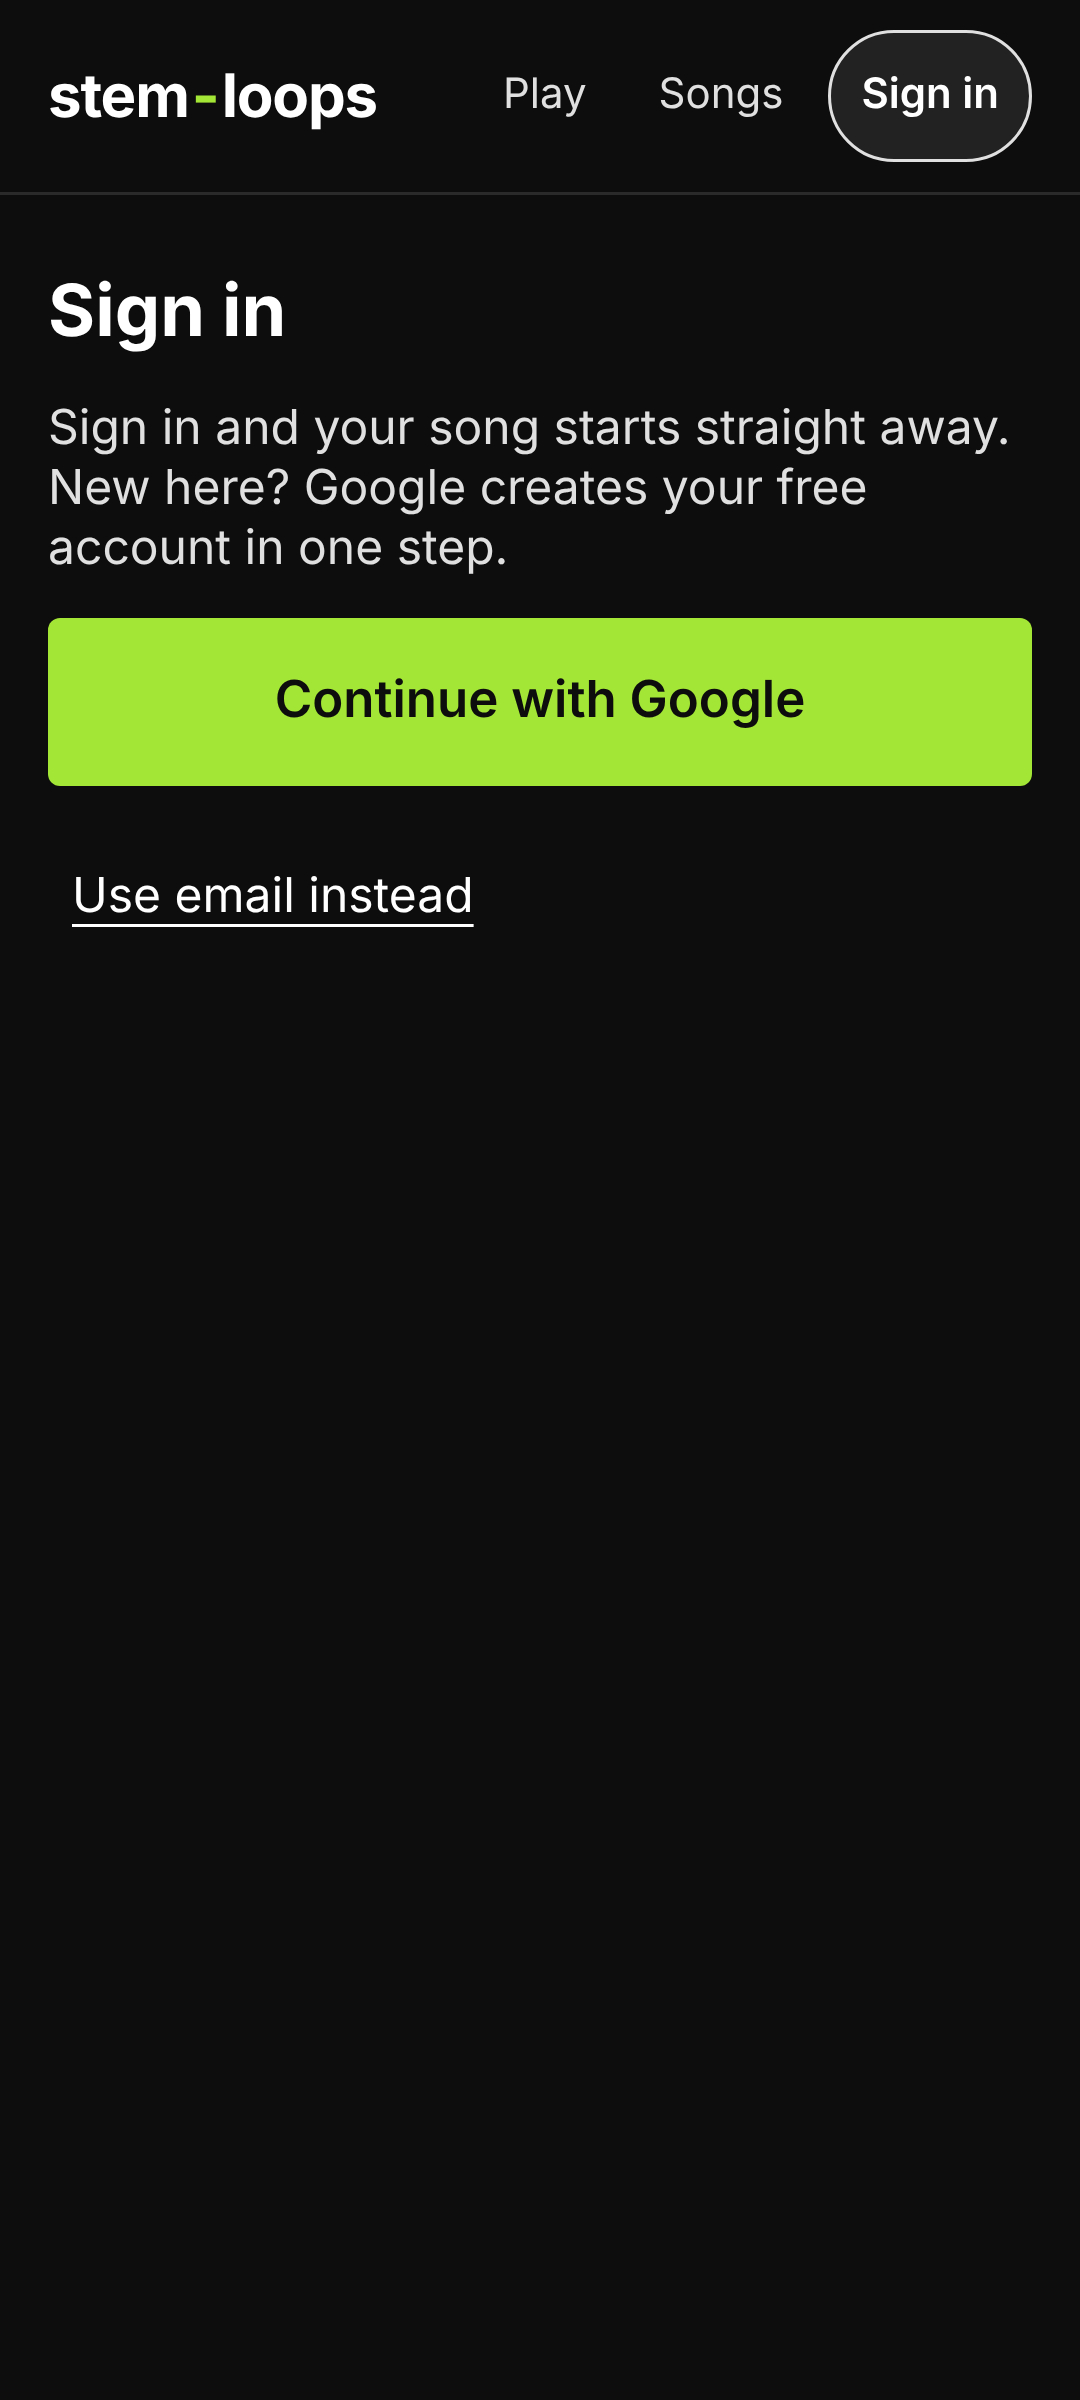 stem-loops
Play
Songs
Sign in
Sign in
Sign in and your song starts straight away.
New here? Google creates your free
account in one step.
Continue with Google
Use email instead